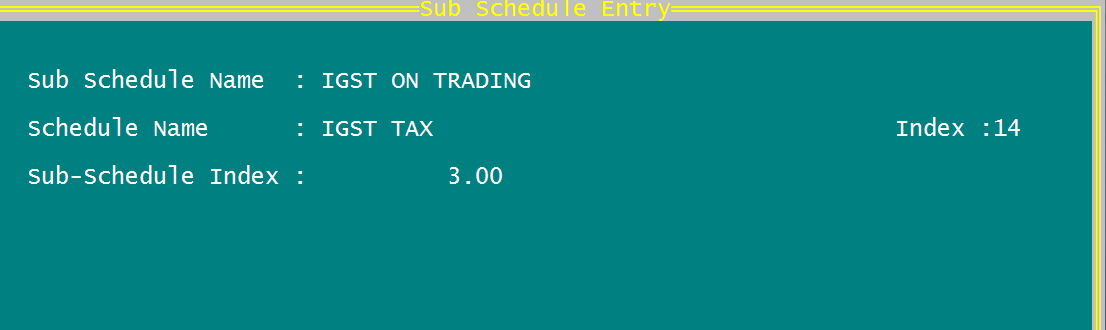 Sub Schedule Entry
Sub Schedule Name : IGST ON TRADING
Schedule Name : IGST TAX Index :14
Sub-Schedule Index : 3.00